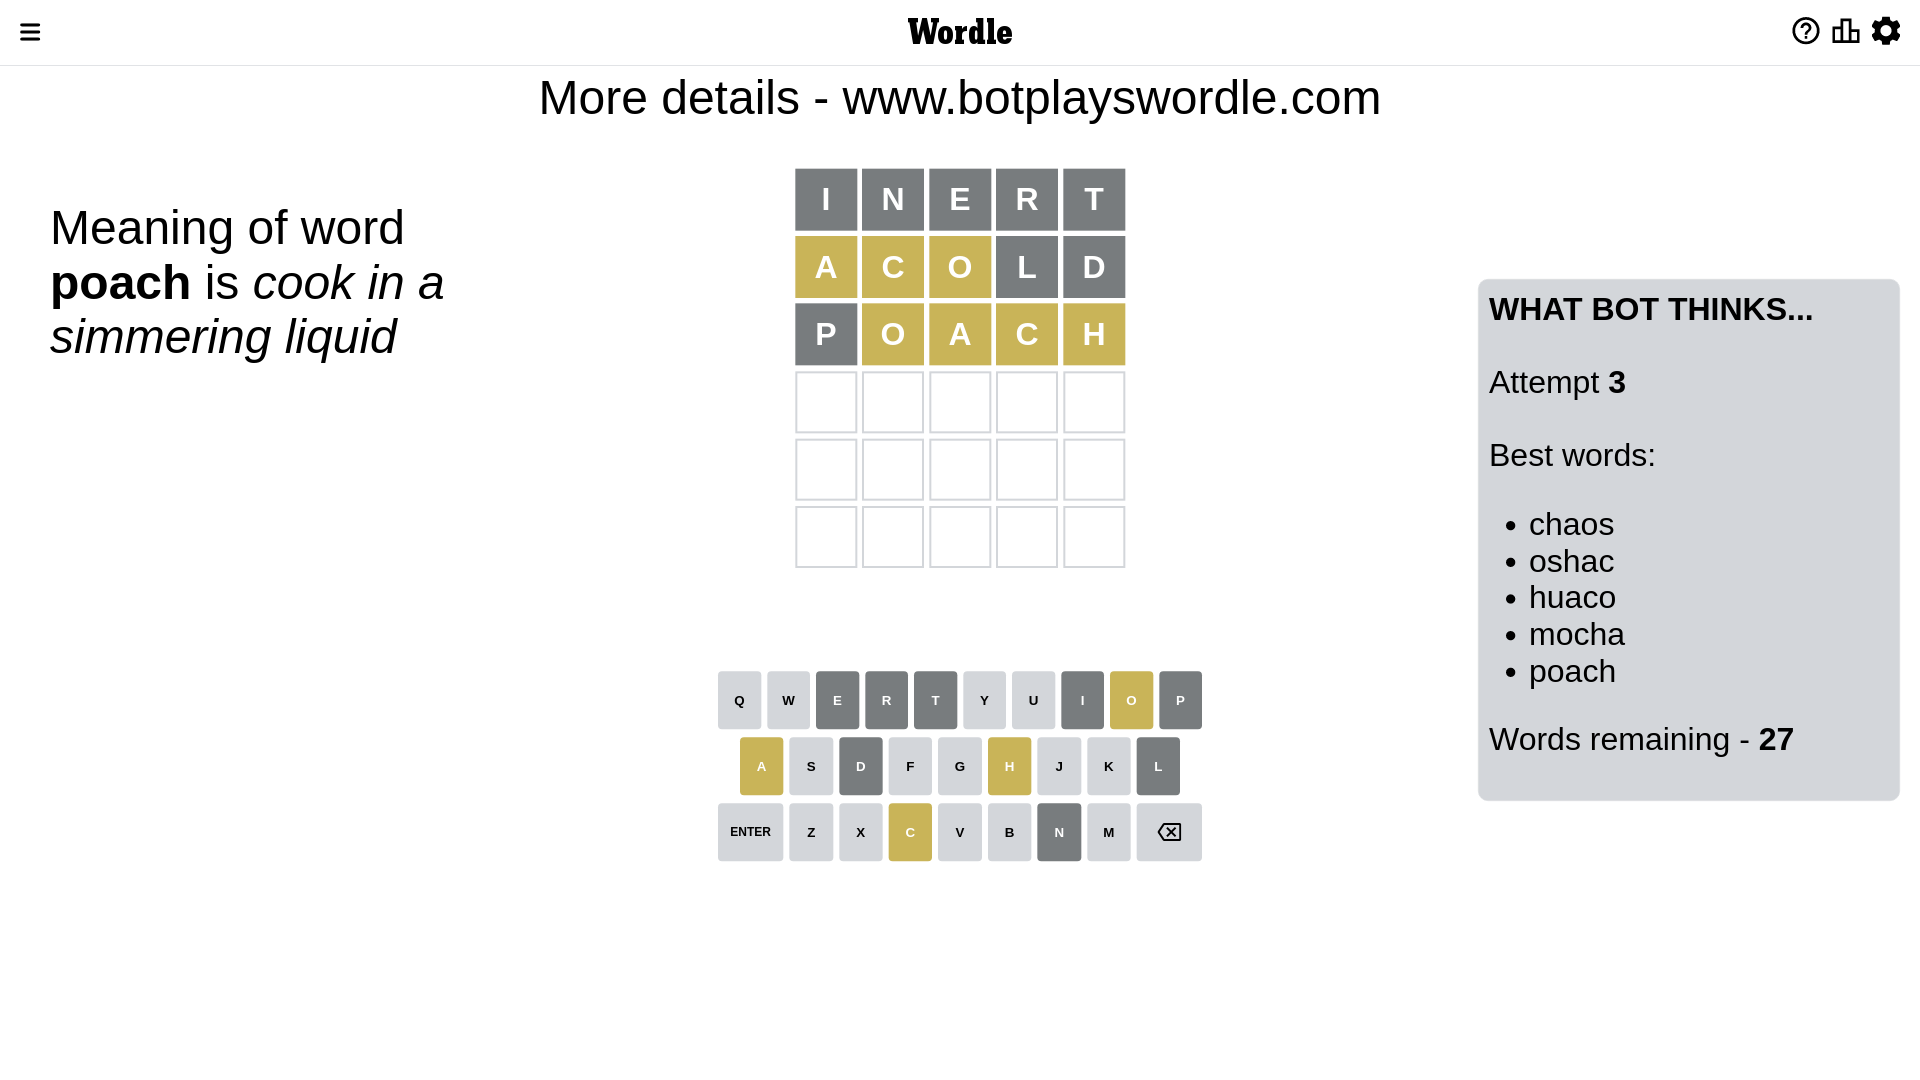 Wordle
More details - www.botplayswordle.com
Meaning of word
poach is cook in a
simmering liquid
I N E R T
A C O L D
P O A C H
WHAT BOT THINKS...
Attempt 3
Best words:
• chaos
• oshac
• huaco
• mocha
• poach
Words remaining - 27
Q W E R T Y U I O P
A S D F G H J K L
ENTER Z X C V B N M